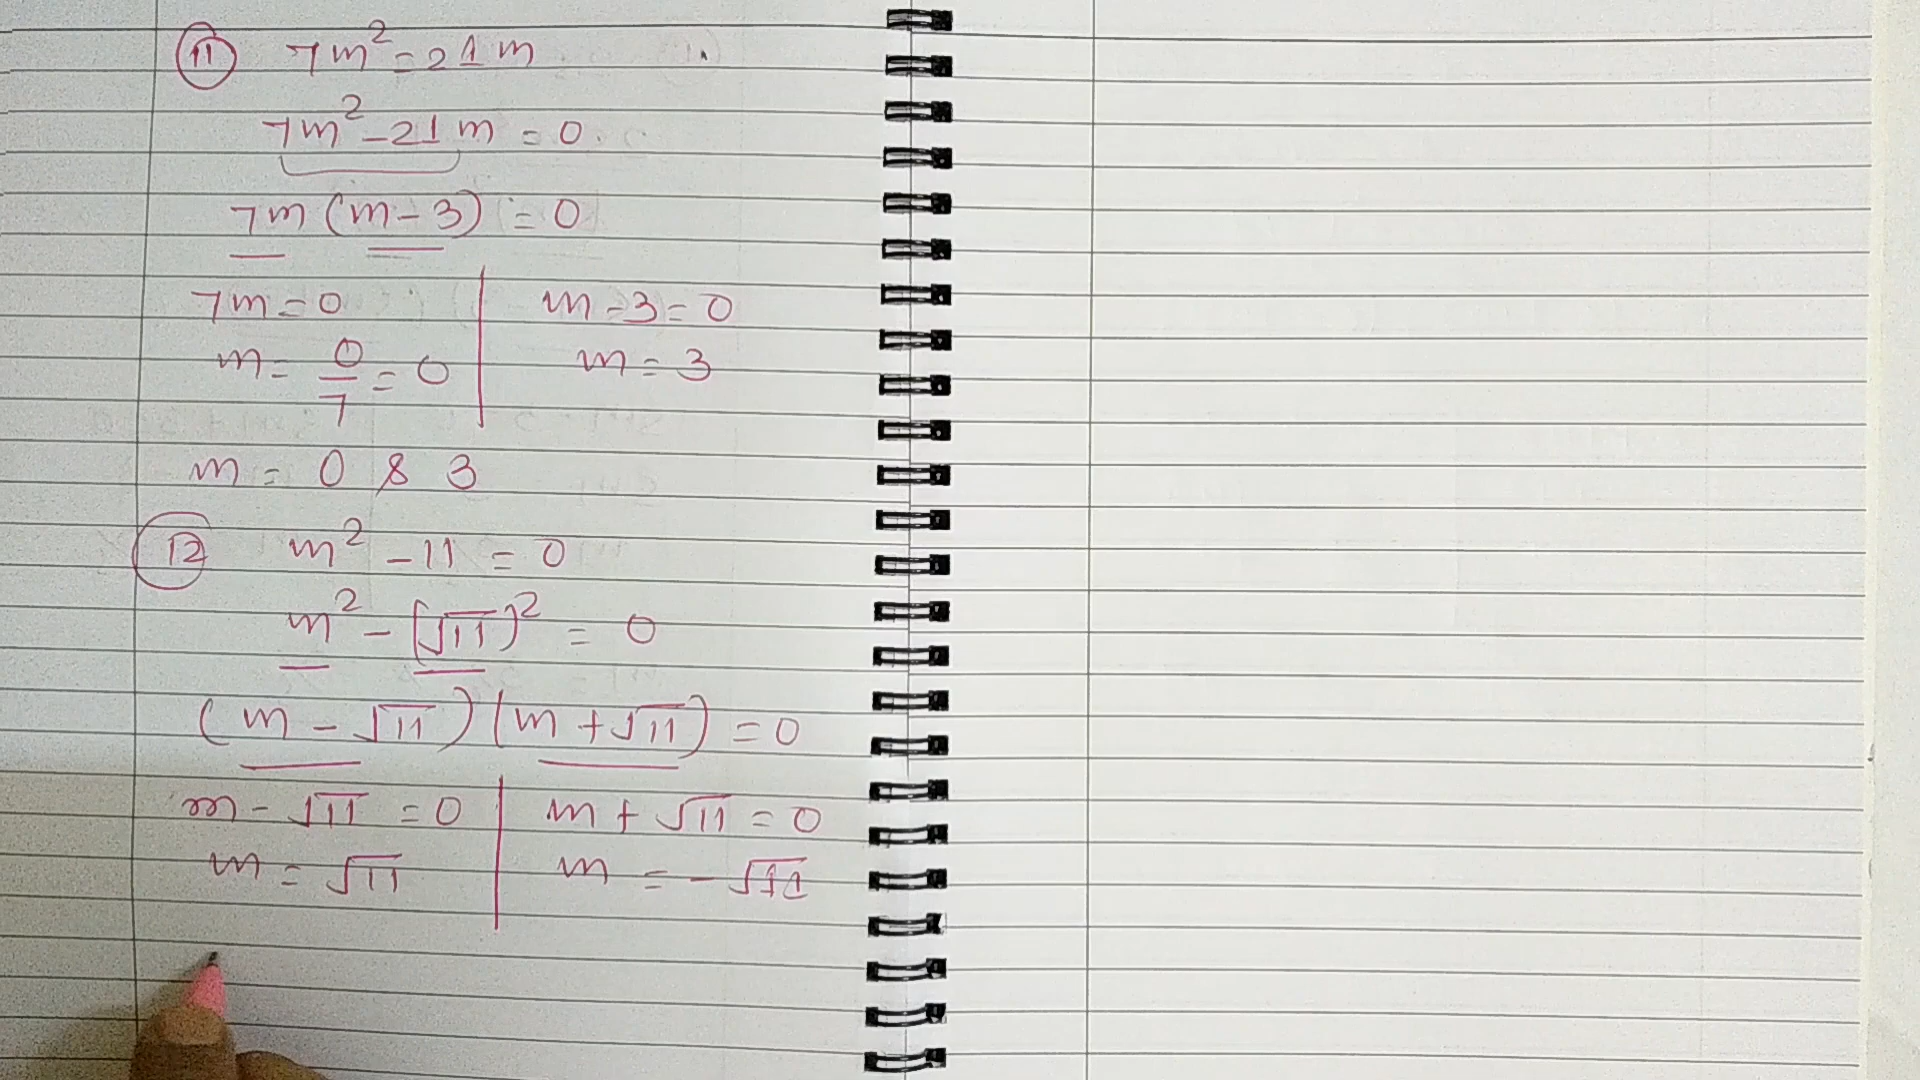 (11) 7m² = 21m
7m² - 21m = 0
7m (m - 3) = 0
7m = 0 | m - 3 = 0
m = 0/7 = 0 | m = 3
m = 0 & 3
(12) m² - 11 = 0
m² - (√11)² = 0
(m - √11) (m + √11) = 0
m - √11 = 0 | m + √11 = 0
m = √11 | m = - √11